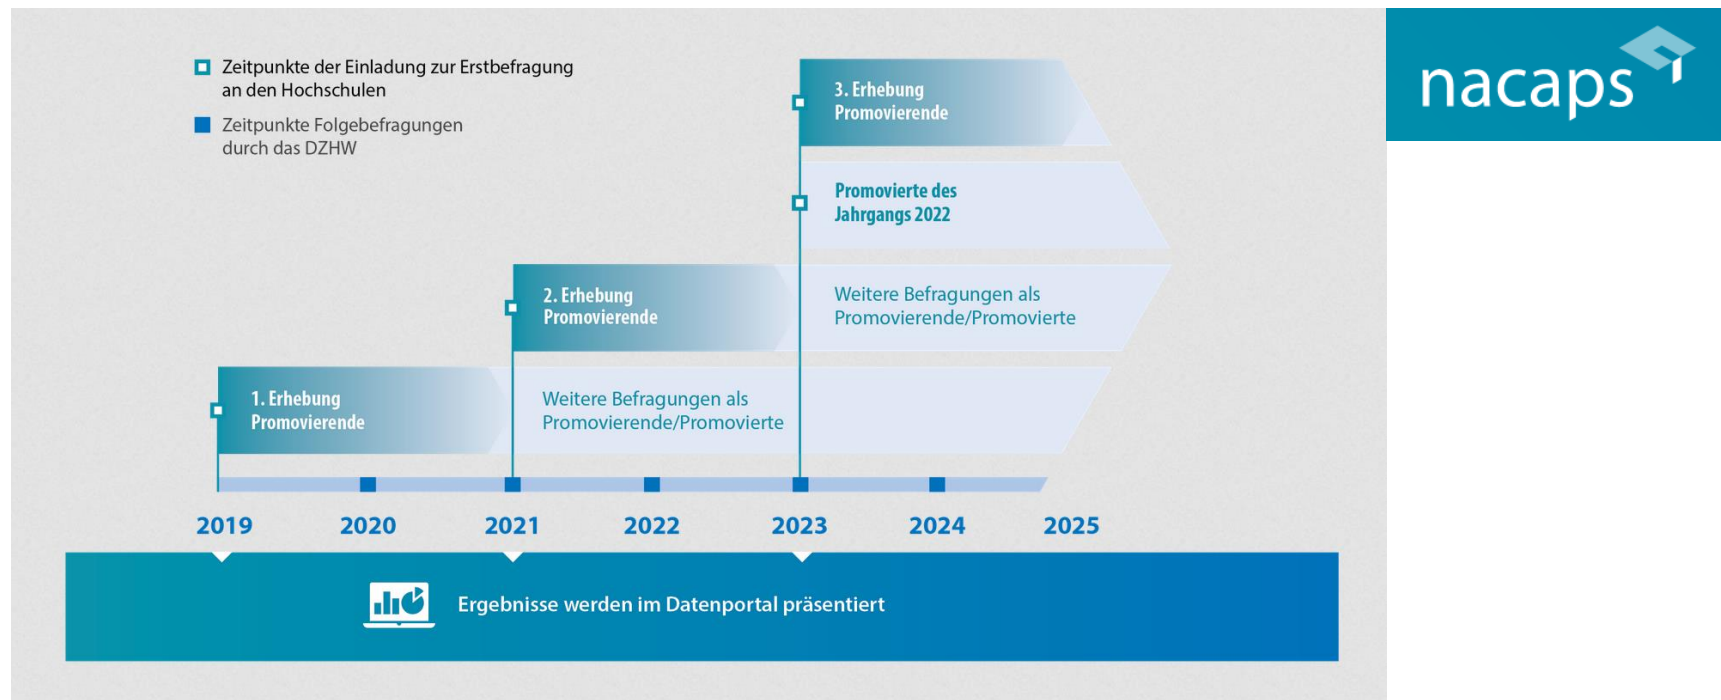 Zeitpunkte der Einladung zur Erstbefragung
an den Hochschulen
Zeitpunkte Folgebefragungen
durch das DZHW
nacaps
3. Erhebung
Promovierende
Promovierte des
Jahrgangs 2022
2. Erhebung
Promovierende
Weitere Befragungen als
Promovierende/Promovierte
1. Erhebung
Promovierende
Weitere Befragungen als
Promovierende/Promovierte
2019 2020 2021 2022 2023 2024 2025
Ergebnisse werden im Datenportal präsentiert